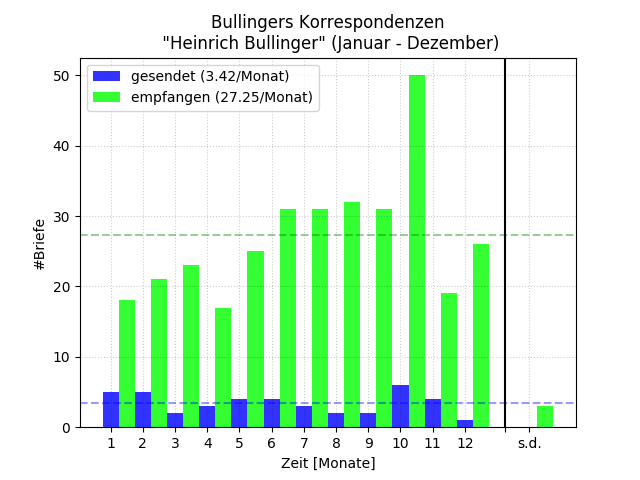 Bullingers Korrespondenzen
"Heinrich Bullinger" (Januar - Dezember)
gesendet (3.42/Monat)
empfangen (27.25/Monat)
#Briefe
50
40
30
20
10
0
1 2 3 4 5 6 7 8 9 10 11 12 s.d.
Zeit [Monate]